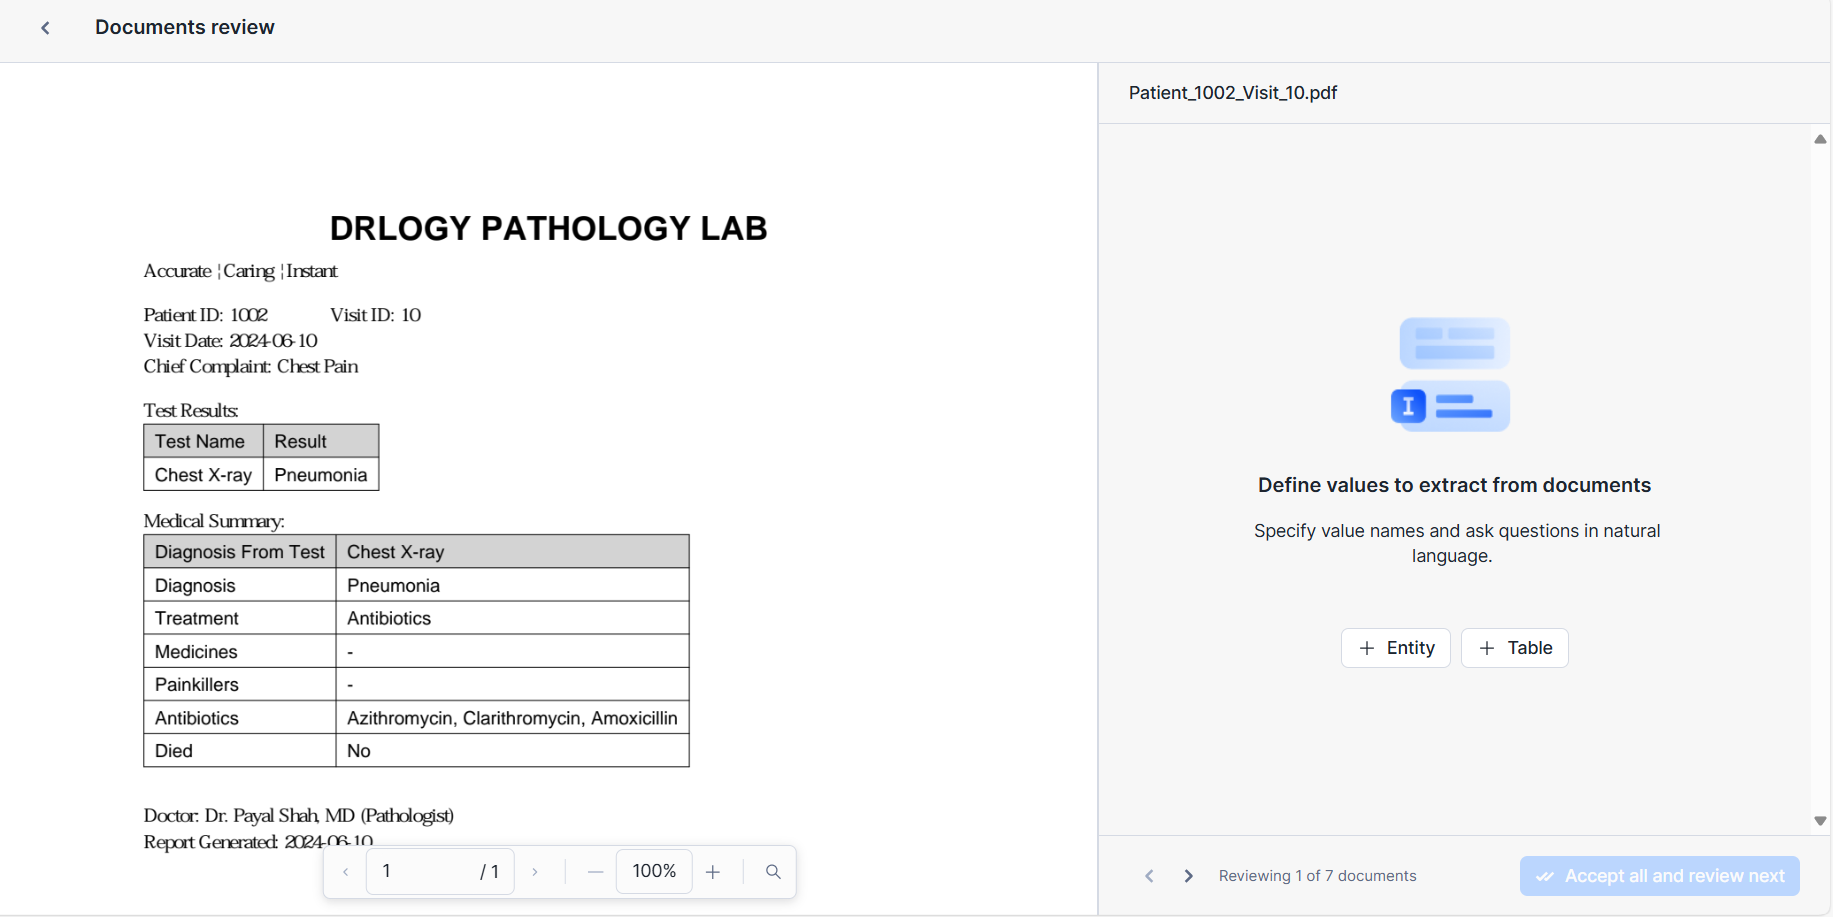 Documents review
DRLOGY PATHOLOGY LAB
Accurate ¦ Caring ¦ Instant
Patient ID: 1002 Visit ID: 10
Visit Date: 2024-06-10
Chief Complaint: Chest Pain
Test Results:
Test Name Result
Chest X-ray Pneumonia
Medical Summary:
Diagnosis From Test Chest X-ray
Diagnosis Pneumonia
Treatment Antibiotics
Medicines -
Painkillers -
Antibiotics Azithromycin, Clarithromycin, Amoxicillin
Died No
Doctor: Dr. Payal Shah, MD (Pathologist)
Report Generated: 2024-06-10
1 / 1 100%
Patient_1002_Visit_10.pdf
Define values to extract from documents
Specify value names and ask questions in natural
language.
+ Entity + Table
Reviewing 1 of 7 documents
Accept all and review next